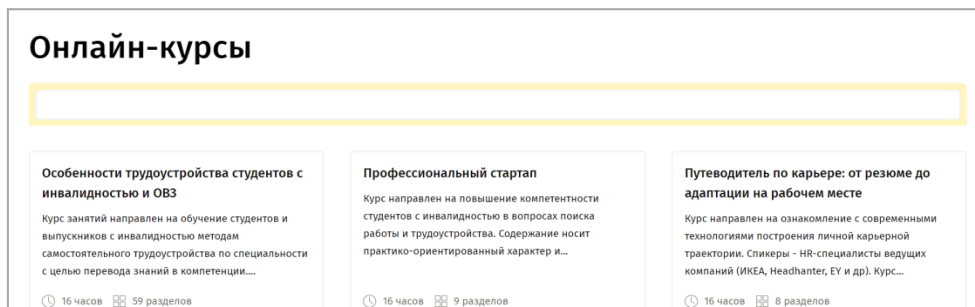 Онлайн-курсы
Особенности трудоустройства студентов с
инвалидностью и ОВЗ
Курс занятий направлен на обучение студентов и
выпускников с инвалидностью методам
самостоятельного трудоустройства по специальности
с целью перевода знаний в компетенции....
16 часов 59 разделов
Профессиональный стартап
Курс направлен на повышение компетентности
студентов с инвалидностью в вопросах поиска
работы и трудоустройства. Содержание носит
практико-ориентированный характер и...
16 часов 9 разделов
Путеводитель по карьере: от резюме до
адаптации на рабочем месте
Курс направлен на ознакомление с современными
технологиями построения личной карьерной
траектории. Спикеры - HR-специалисты ведущих
компаний (ИКЕА, Headhanter, EY и др). Курс...
16 часов 8 разделов